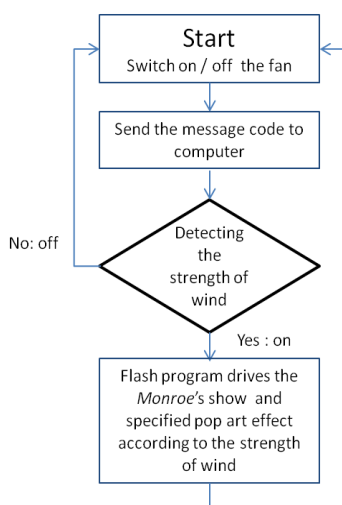 Start
Switch on / off the fan
Send the message code to
computer
Detecting
the
strength of
wind
No: off
Yes : on
Flash program drives the
Monroe's show and
specified pop art effect
according to the strength
of wind